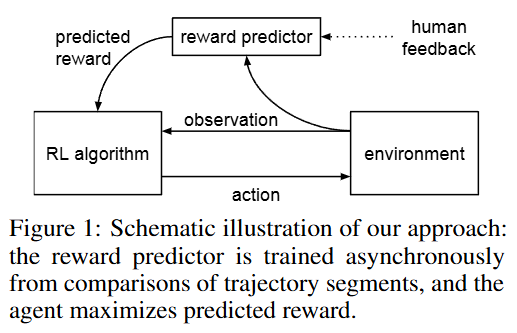 predicted
reward
reward predictor
human
feedback
observation
RL algorithm
environment
action
Figure 1: Schematic illustration of our approach:
the reward predictor is trained asynchronously
from comparisons of trajectory segments, and the
agent maximizes predicted reward.